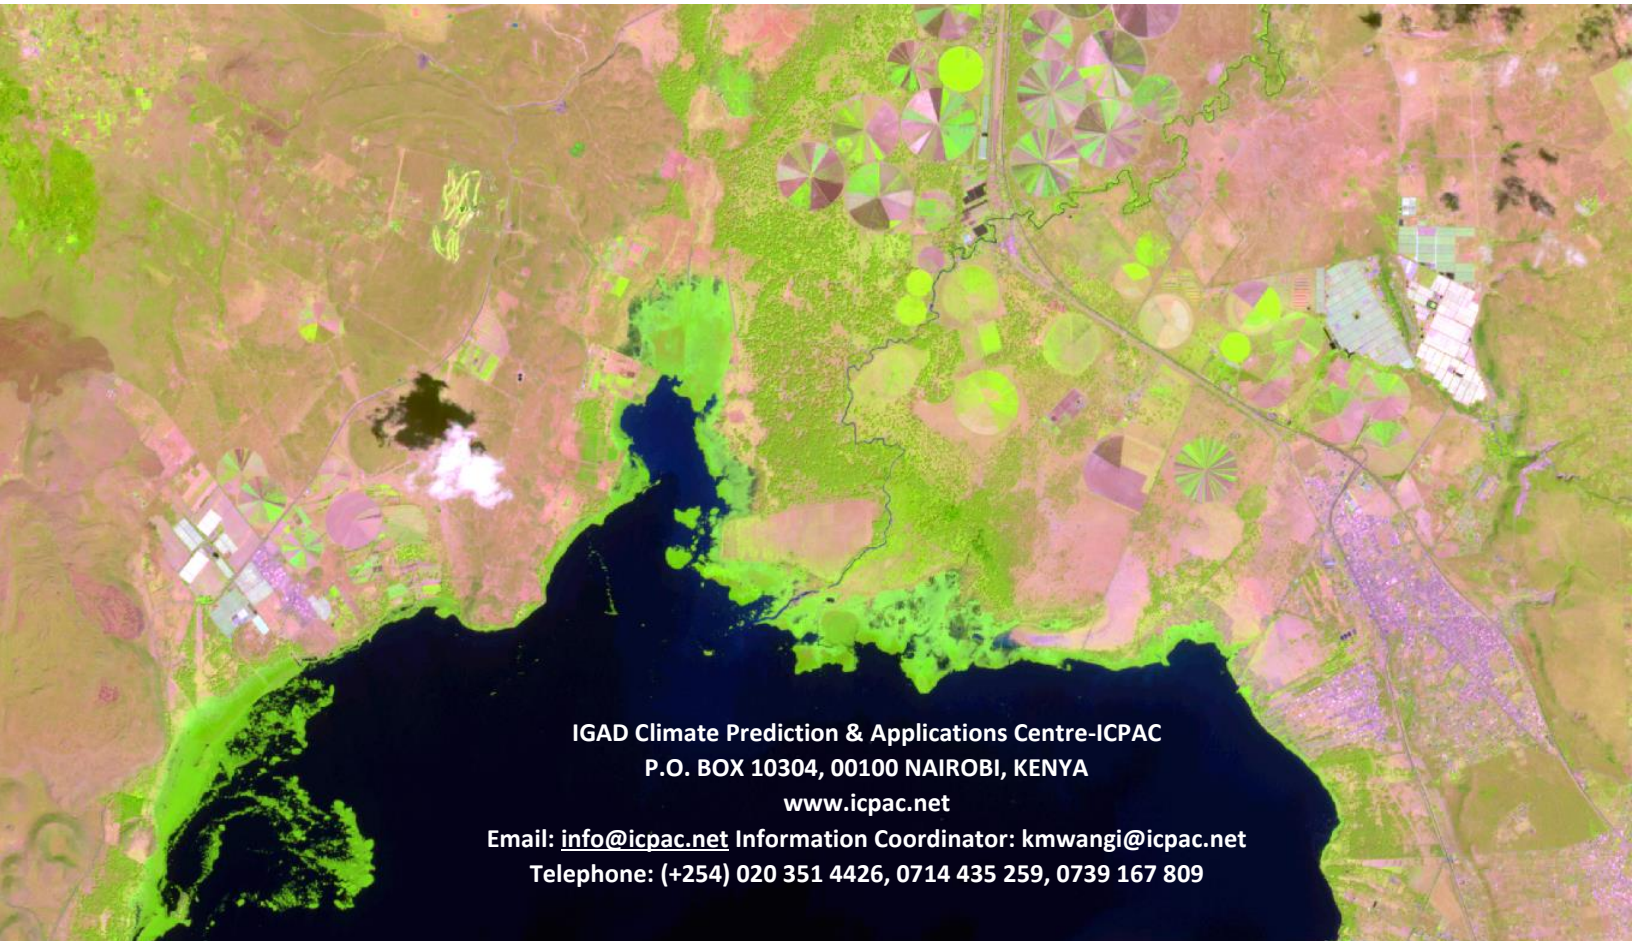 IGAD Climate Prediction & Applications Centre-ICPAC
P.O. BOX 10304, 00100 NAIROBI, KENYA
www.icpac.net
Email: info@icpac.net Information Coordinator: kmwangi@icpac.net
Telephone: (+254) 020 351 4426, 0714 435 259, 0739 167 809